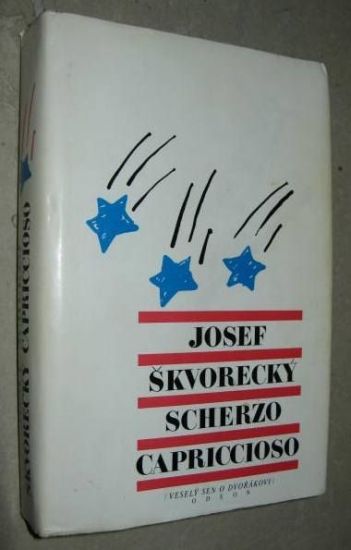 JOSEF
ŠKVORECKÝ
SCHERZO
CAPRICCIOSO
(VESELÝ SEN O DVOŘÁKOVI)
ODEON
ŠKVORECKÝ CAPRICCIOSO